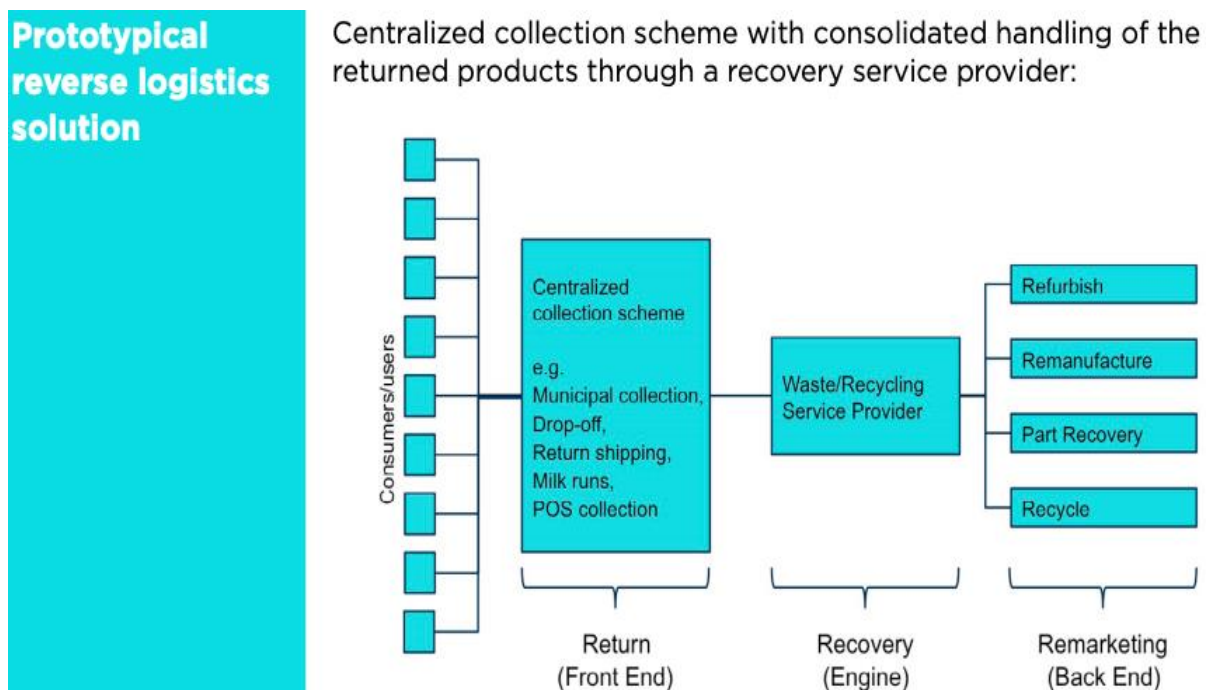 Prototypical
reverse logistics
solution
Centralized collection scheme with consolidated handling of the
returned products through a recovery service provider:
Consumers/users
Centralized
collection scheme
e.g.
Municipal collection,
Drop-off,
Return shipping,
Milk runs,
POS collection
Waste/Recycling
Service Provider
Refurbish
Remanufacture
Part Recovery
Recycle
Return
(Front End)
Recovery
(Engine)
Remarketing
(Back End)